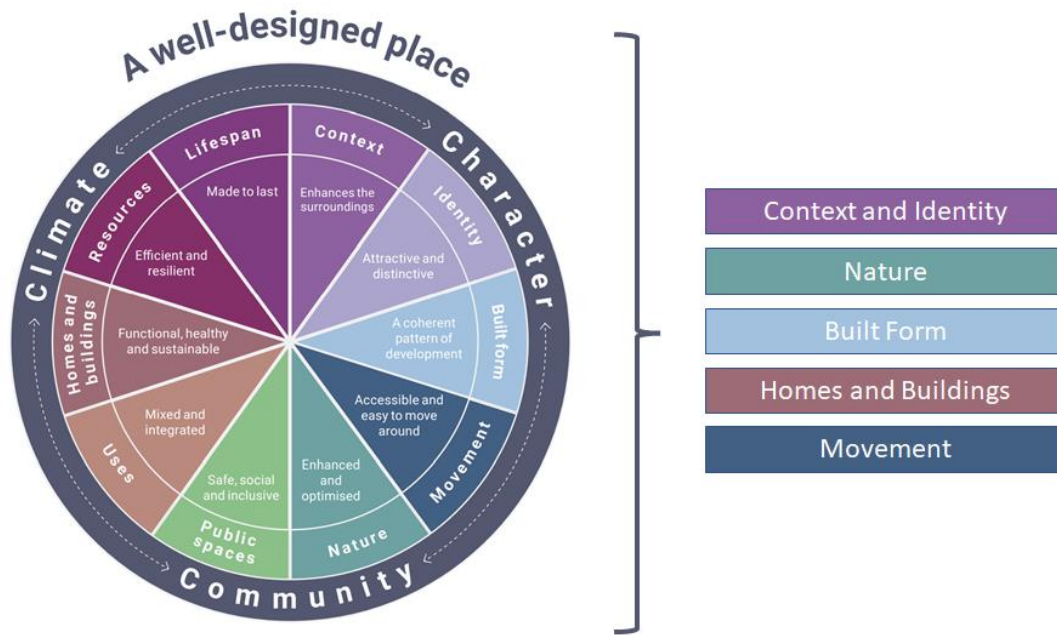 A well-designed place
Climate
Character
Community
Context
Enhances the
surroundings
Identity
Attractive and
distinctive
Built form
A coherent
pattern of
development
Movement
Accessible and
easy to move
around
Nature
Enhanced
and
optimised
Public
spaces
Safe, social
and inclusive
Uses
Mixed and
integrated
Homes and
buildings
Functional, healthy
and sustainable
Resources
Efficient and
resilient
Lifespan
Made to last
Context and Identity
Nature
Built Form
Homes and Buildings
Movement